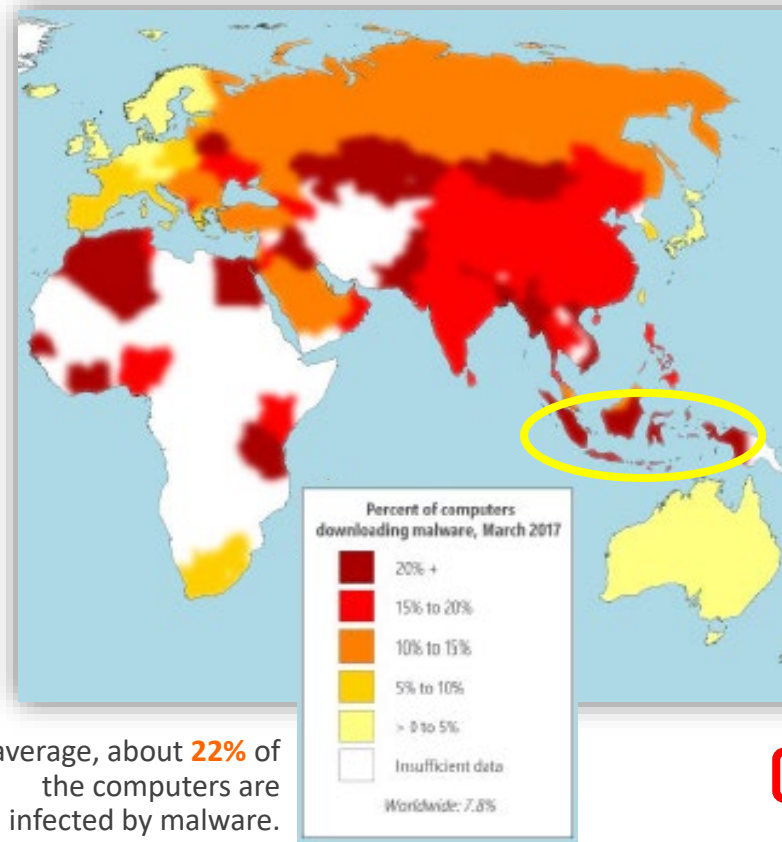 Percent of computers
downloading malware, March 2017
20% +
15% to 20%
10% to 15%
5% to 10%
> 0 to 5%
Insufficient data
Worldwide: 7.8%
average, about 22% of
the computers are
infected by malware.